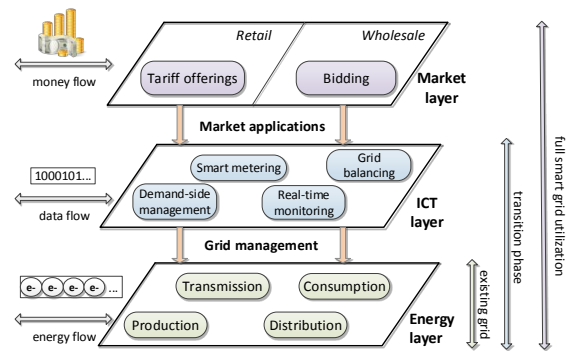 Retail
Wholesale
Tariff offerings
Bidding
Market
layer
money flow
Market applications
Smart metering
Grid
balancing
Demand-side
management
Real-time
monitoring
ICT
layer
1000101...
data flow
Grid management
Transmission
Consumption
Production
Distribution
Energy
layer
e- e- e- e- ...
energy flow
existing grid
transition phase
full smart grid utilization